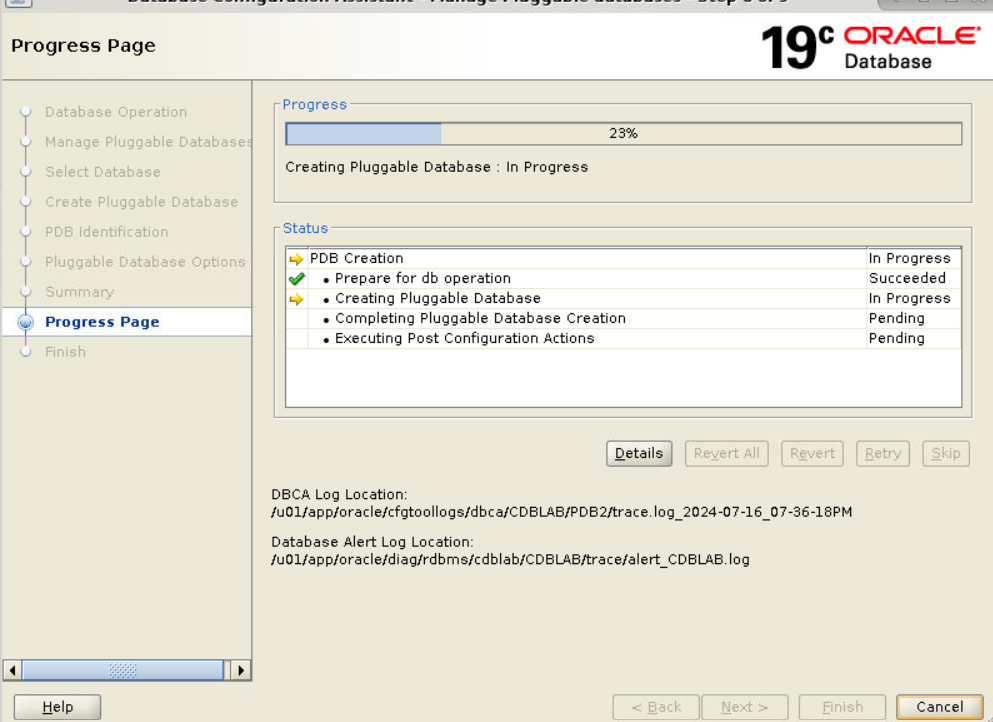 Database Configuration Assistant - Manage Pluggable databases - Step 8 of 9
Progress Page
19c ORACLE
Database
Database Operation
Manage Pluggable Databases
Select Database
Create Pluggable Database
PDB Identification
Pluggable Database Options
Summary
Progress Page
Finish
Progress
23%
Creating Pluggable Database : In Progress
Status
PDB Creation In Progress
• Prepare for db operation Succeeded
• Creating Pluggable Database In Progress
• Completing Pluggable Database Creation Pending
• Executing Post Configuration Actions Pending
Details Revert All Revert Retry Skip
DBCA Log Location:
/u01/app/oracle/cfgtoollogs/dbca/CDBLAB/PDB2/trace.log_2024-07-16_07-36-18PM
Database Alert Log Location:
/u01/app/oracle/diag/rdbms/cdblab/CDBLAB/trace/alert_CDBLAB.log
Help < Back Next > Finish Cancel